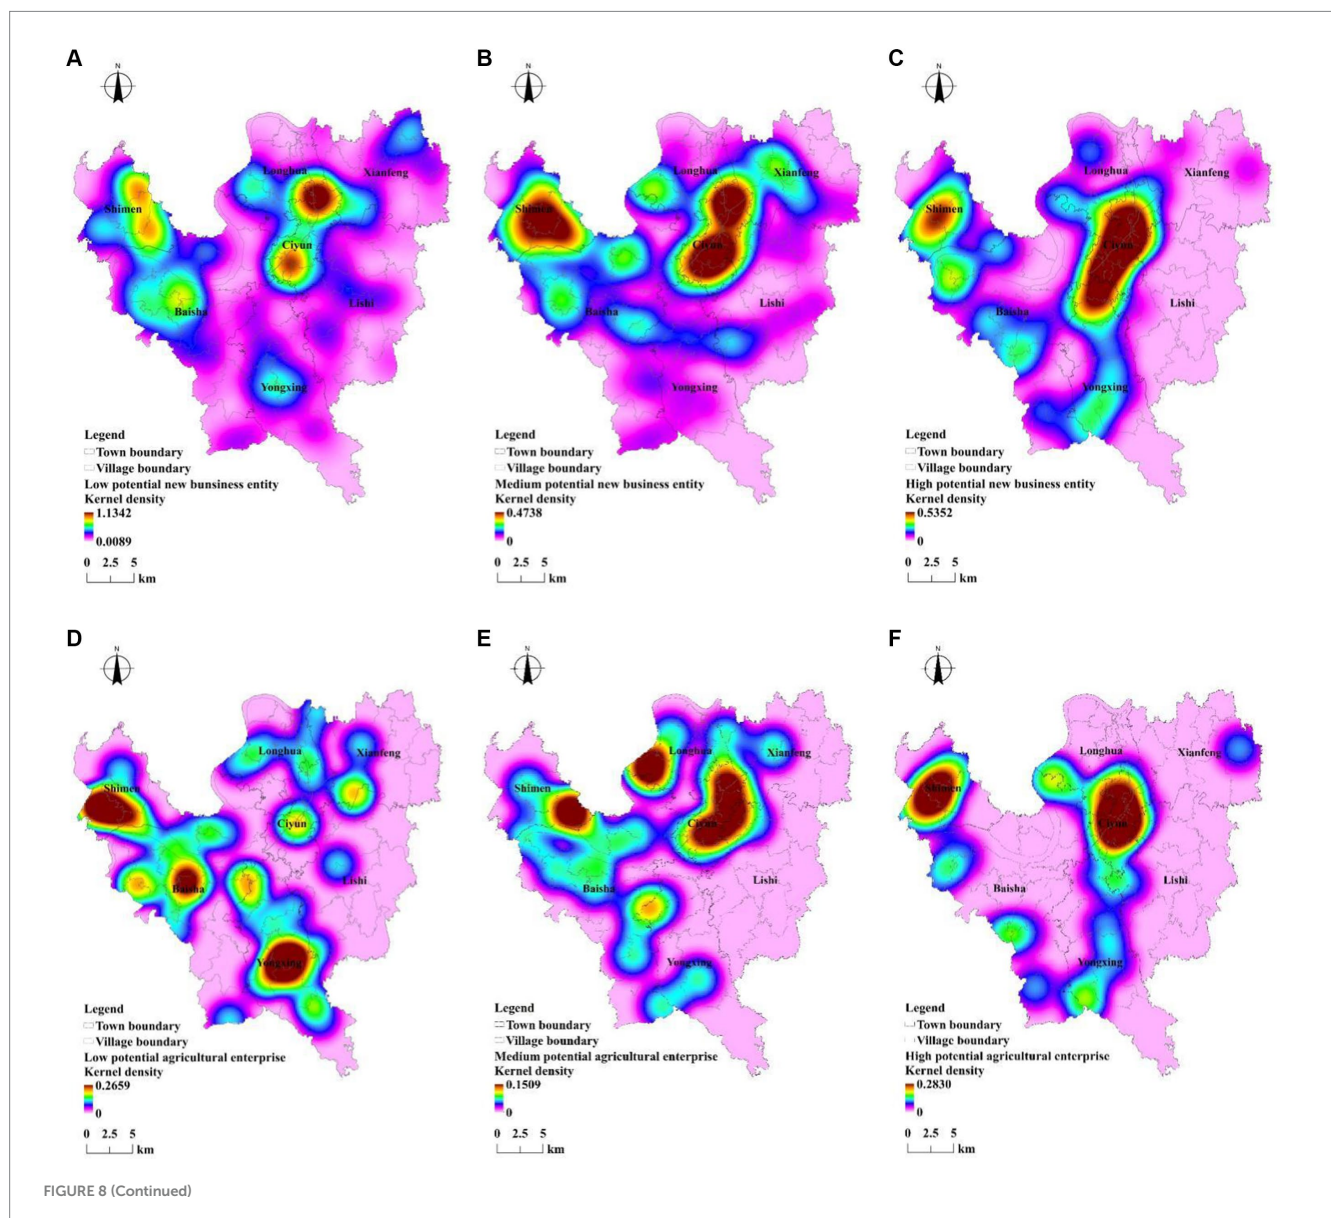 A
N
Longhua
Xianfeng
Shimen
Ciyun
Lishi
Baisha
Yongxing
Legend
Town boundary
Village boundary
Low potential new bunsiness entity
Kernel density
1.1342
0.0089
0 2.5 5
km
B
N
Longhua
Xianfeng
Shimen
Ciyun
Lishi
Baisha
Yongxing
Legend
Town boundary
Village boundary
Medium potential new business entity
Kernel density
0.4738
0
0 2.5 5
km
C
N
Longhua
Xianfeng
Shimen
Ciyun
Lishi
Baisha
Yongxing
Legend
Town boundary
Village boundary
High potential new business entity
Kernel density
0.5352
0
0 2.5 5
km
D
N
Longhua
Xianfeng
Shimen
Ciyun
Lishi
Baisha
Yongxing
Legend
Town boundary
Village boundary
Low potential agricultural enterprise
Kernel density
0.2659
0
0 2.5 5
km
E
N
Longhua
Xianfeng
Shimen
Ciyun
Lishi
Baisha
Yongxing
Legend
Town boundary
Village boundary
Medium potential agricultural enterprise
Kernel density
0.1509
0
0 2.5 5
km
F
N
Longhua
Xianfeng
Shimen
Ciyun
Lishi
Baisha
Yongxing
Legend
Town boundary
Village boundary
High potential agricultural enterprise
Kernel density
0.2830
0
0 2.5 5
km
FIGURE 8 (Continued)